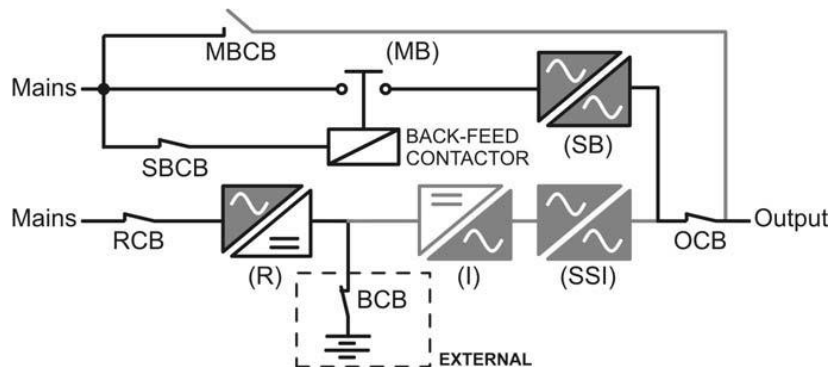 MBCB
(MB)
Mains
BACK-FEED
CONTACTOR
(SB)
SBCB
Mains
Output
RCB
(R)
(I)
(SSI)
OCB
BCB
EXTERNAL